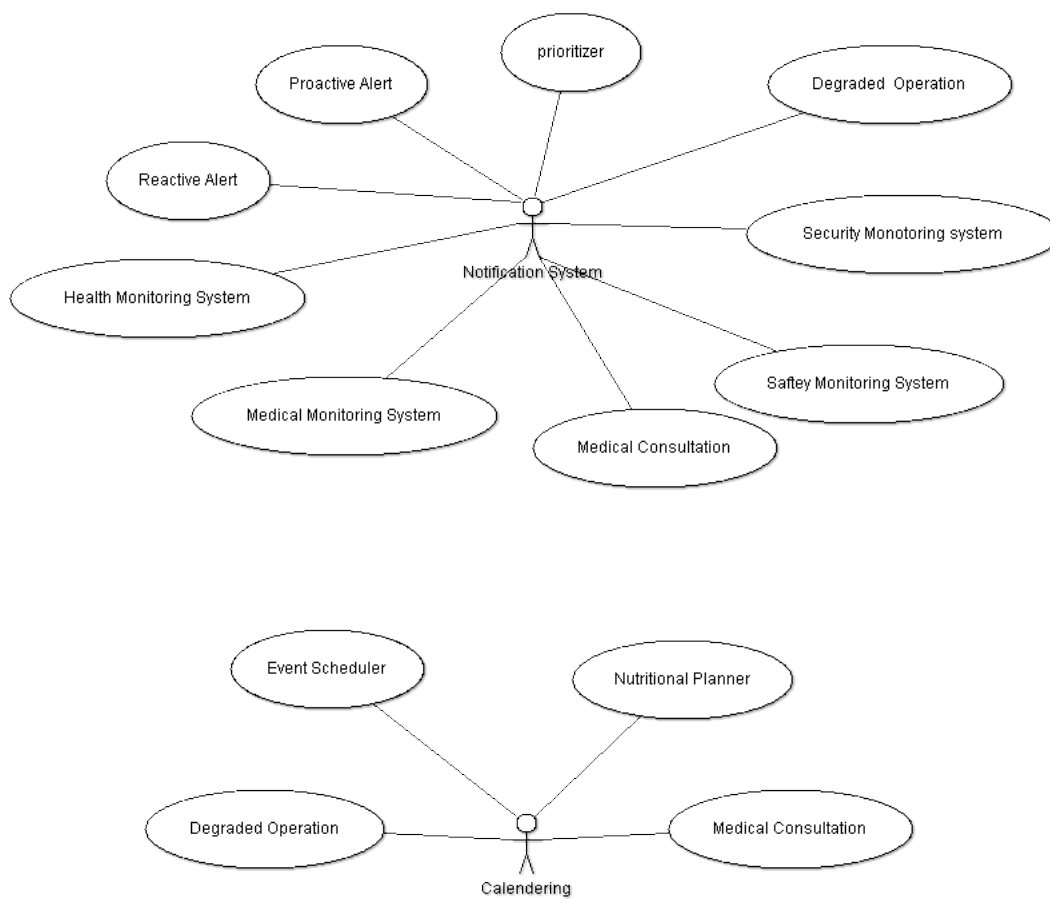 prioritizer
Proactive Alert
Degraded  Operation
Reactive Alert
Security Monotoring system
Notification System
Health Monitoring System
Saftey Monitoring System
Medical Monitoring System
Medical Consultation
Event Scheduler
Nutritional Planner
Degraded Operation
Medical Consultation
Calendering